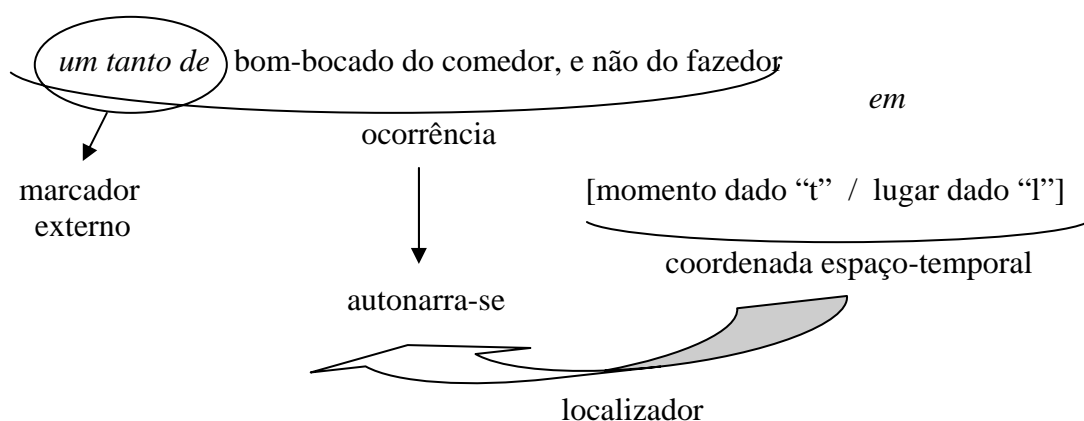 um tanto de bom-bocado do comedor, e não do fazedor
em
ocorrência
marcador
externo
[momento dado “t” / lugar dado “l”]
coordenada espaço-temporal
autonarra-se
localizador